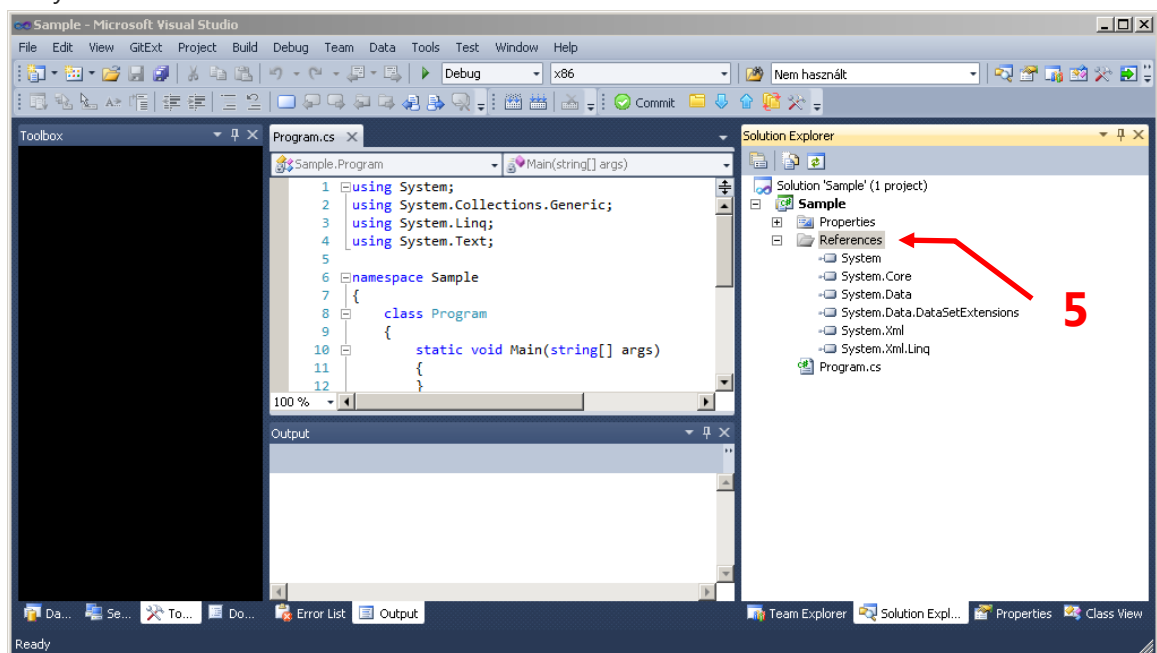 Sample - Microsoft Visual Studio
File Edit View GitExt Project Build Debug Team Data Tools Test Window Help
Debug x86 Nem használt
Commit
Toolbox
Program.cs
Sample.Program Main(string[] args)
1 using System;
2 using System.Collections.Generic;
3 using System.Linq;
4 using System.Text;
5
6 namespace Sample
7 {
8 class Program
9 {
10 static void Main(string[] args)
11 {
12 }
100 %
Output
Solution Explorer
Solution 'Sample' (1 project)
Sample
Properties
References
System
System.Core
System.Data
System.Data.DataSetExtensions
System.Xml
System.Xml.Linq
Program.cs
5
Da... Se... To... Do... Error List Output Team Explorer Solution Expl... Properties Class View
Ready